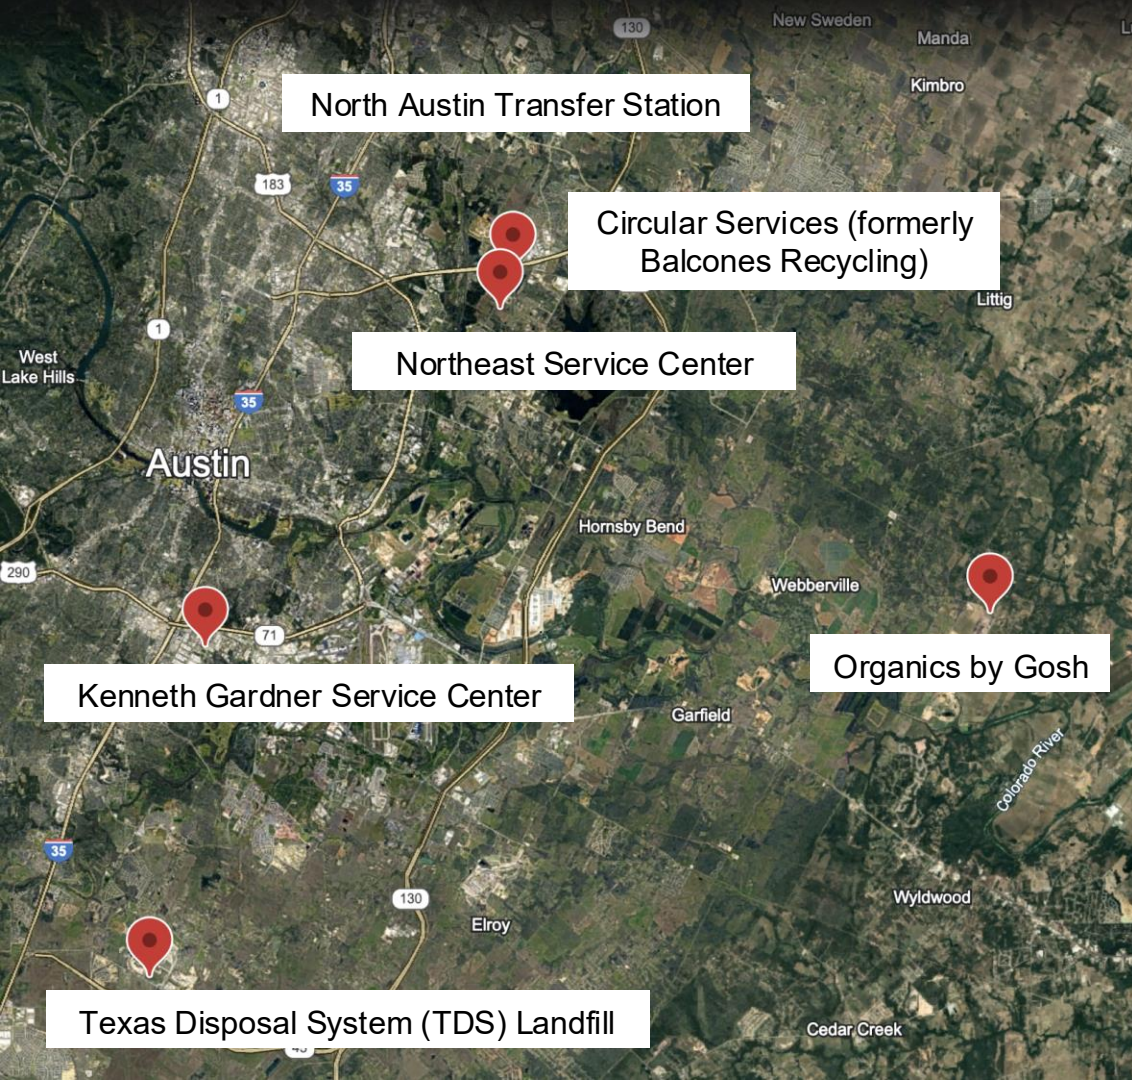 130
New Sweden
Manda
Kimbro
1
North Austin Transfer Station
183
35
Circular Services (formerly
Balcones Recycling)
Littig
1
Northeast Service Center
West
Lake Hills
35
Austin
Hornsby Bend
290
Webberville
71
Organics by Gosh
Kenneth Gardner Service Center
Garfield
Colorado River
35
130
Wyldwood
Elroy
Texas Disposal System (TDS) Landfill
Cedar Creek